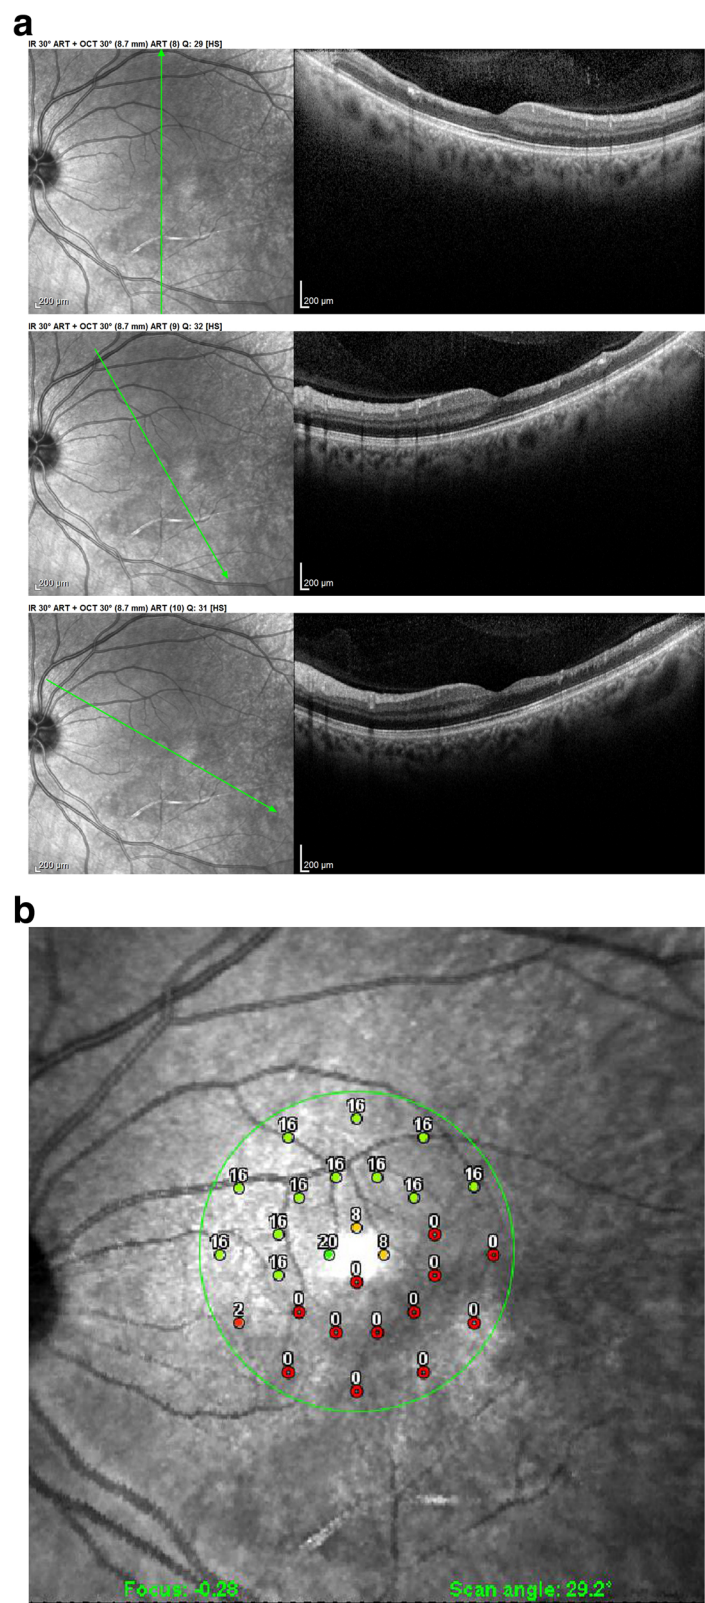 a
IR 30° ART + OCT 30° (8.7 mm) ART (8) Q: 29 [HS]
200 µm
200 µm
IR 30° ART + OCT 30° (8.7 mm) ART (9) Q: 32 [HS]
200 µm
200 µm
IR 30° ART + OCT 30° (8.7 mm) ART (10) Q: 31 [HS]
200 µm
200 µm
b
16
16 16
16 16
16 16
16 16
8
16 0
16 20 8 0
16 0 0
2 0 0 0
0 0
0 0
0
Focus: -0.28 Scan angle: 29.2°